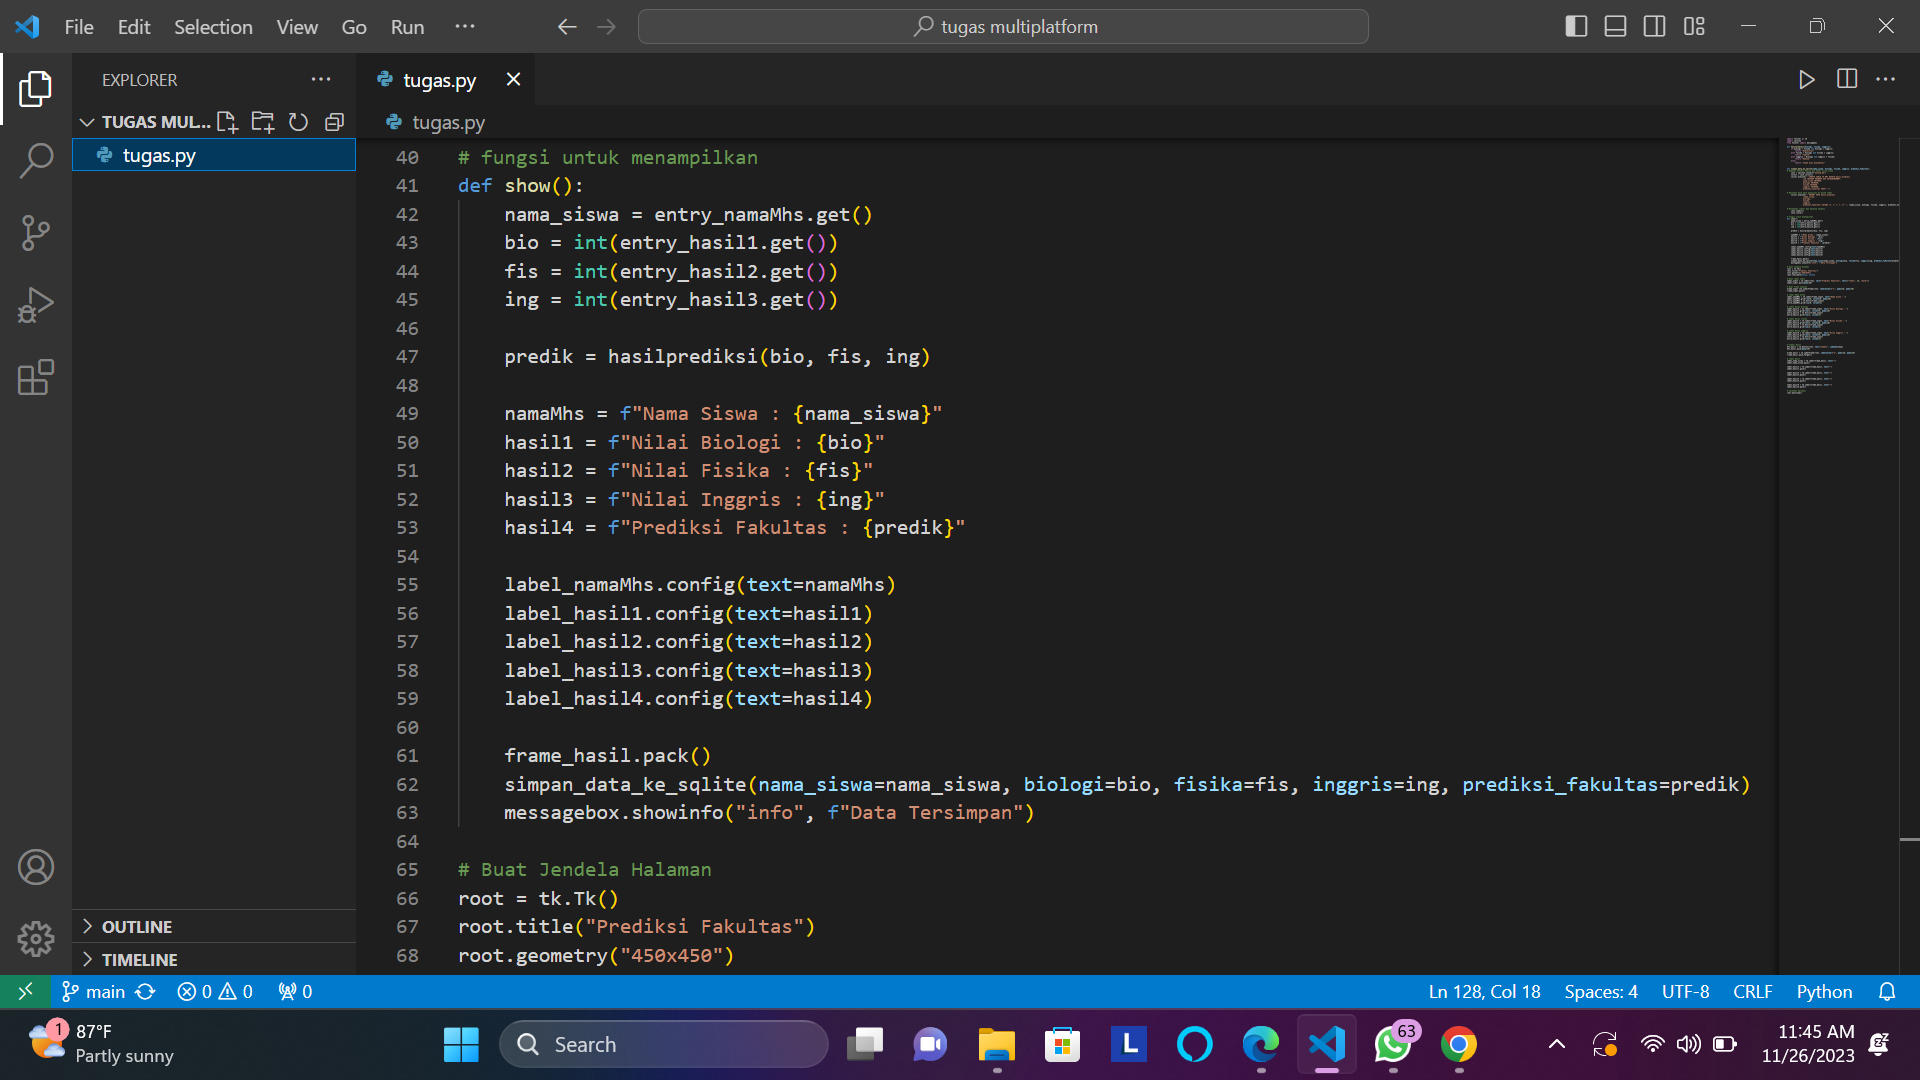 File Edit Selection View Go Run ...
tugas multiplatform
EXPLORER
TUGAS MUL...
tugas.py
OUTLINE
TIMELINE
tugas.py
tugas.py
40 # fungsi untuk menampilkan
41 def show():
42 nama_siswa = entry_namaMhs.get()
43 bio = int(entry_hasil1.get())
44 fis = int(entry_hasil2.get())
45 ing = int(entry_hasil3.get())
46
47 predik = hasilprediksi(bio, fis, ing)
48
49 namaMhs = f"Nama Siswa : {nama_siswa}"
50 hasil1 = f"Nilai Biologi : {bio}"
51 hasil2 = f"Nilai Fisika : {fis}"
52 hasil3 = f"Nilai Inggris : {ing}"
53 hasil4 = f"Prediksi Fakultas : {predik}"
54
55 label_namaMhs.config(text=namaMhs)
56 label_hasil1.config(text=hasil1)
57 label_hasil2.config(text=hasil2)
58 label_hasil3.config(text=hasil3)
59 label_hasil4.config(text=hasil4)
60
61 frame_hasil.pack()
62 simpan_data_ke_sqlite(nama_siswa=nama_siswa, biologi=bio, fisika=fis, inggris=ing, prediksi_fakultas=predik)
63 messagebox.showinfo("info", f"Data Tersimpan")
64
65 # Buat Jendela Halaman
66 root = tk.Tk()
67 root.title("Prediksi Fakultas")
68 root.geometry("450x450")
main 0 0 0 Ln 128, Col 18 Spaces: 4 UTF-8 CRLF Python
1 87°F
Partly sunny
Search
L
63
11:45 AM
11/26/2023